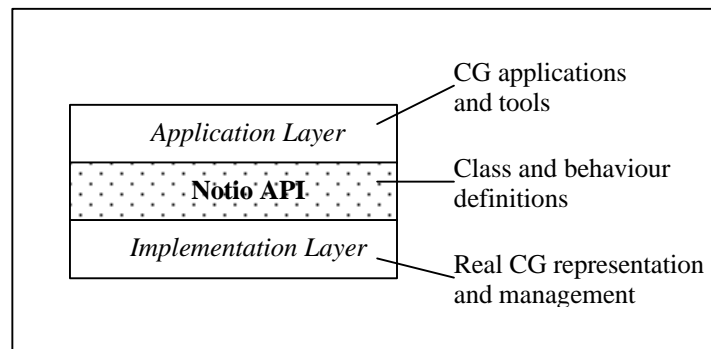 CG applications
and tools
Application Layer
Class and behaviour
definitions
Notio API
Implementation Layer
Real CG representation
and management